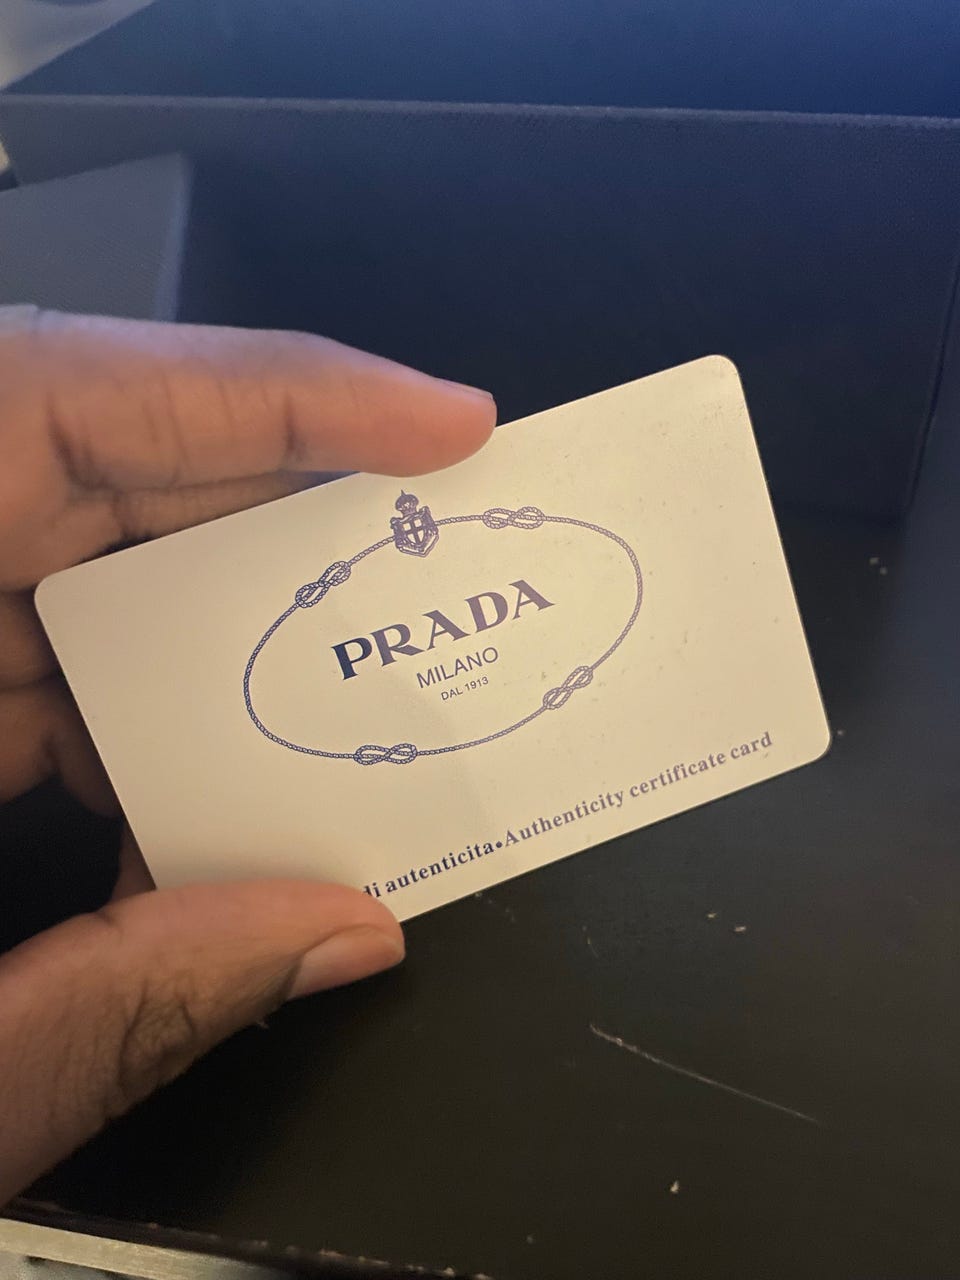 PRADA
MILANO
DAL 1913
di autenticita•Authenticity certificate card